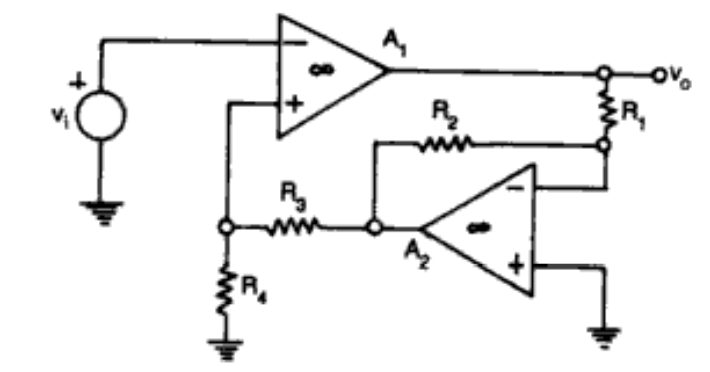 A₁
−
∞
+
vₒ
+
vᵢ
R₁
R₂
R₃
−
∞
A₂
+
R₄